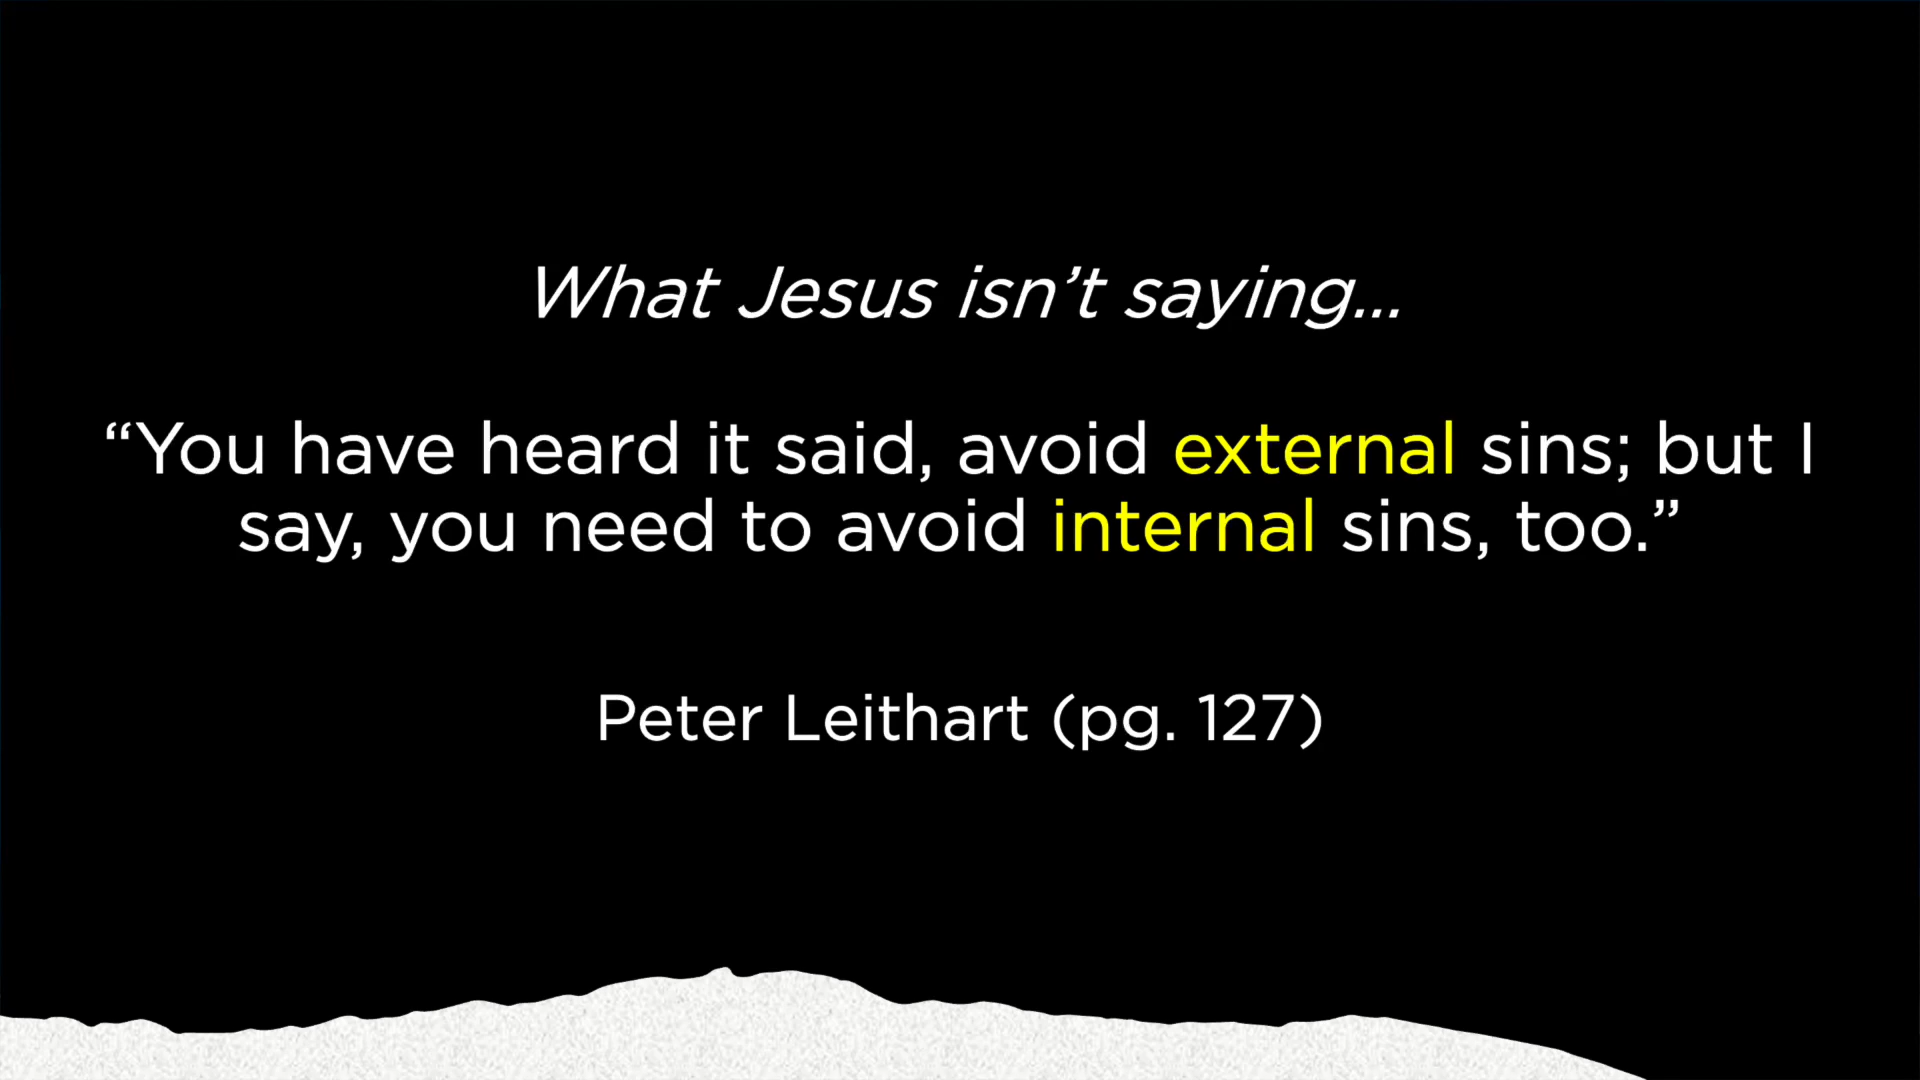 What Jesus isn’t saying...
“You have heard it said, avoid external sins; but I
say, you need to avoid internal sins, too.”
Peter Leithart (pg. 127)